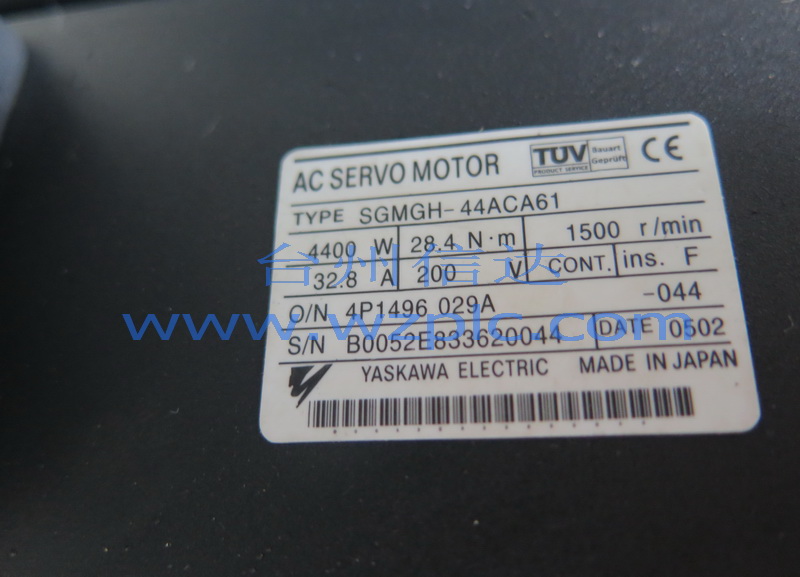 AC SERVO MOTOR
TÜV
PRODUCT SERVICE
Bauart
Geprüft
CE
TYPE SGMGH-44ACA61
4400 W 28.4 N·m 1500 r/min
32.8 A 200 V CONT. ins. F
台州信达
O/N 4P1496 029A -044
www.wzplc.com
S/N B0052E833620044 DATE 0502
YASKAWA ELECTRIC MADE IN JAPAN